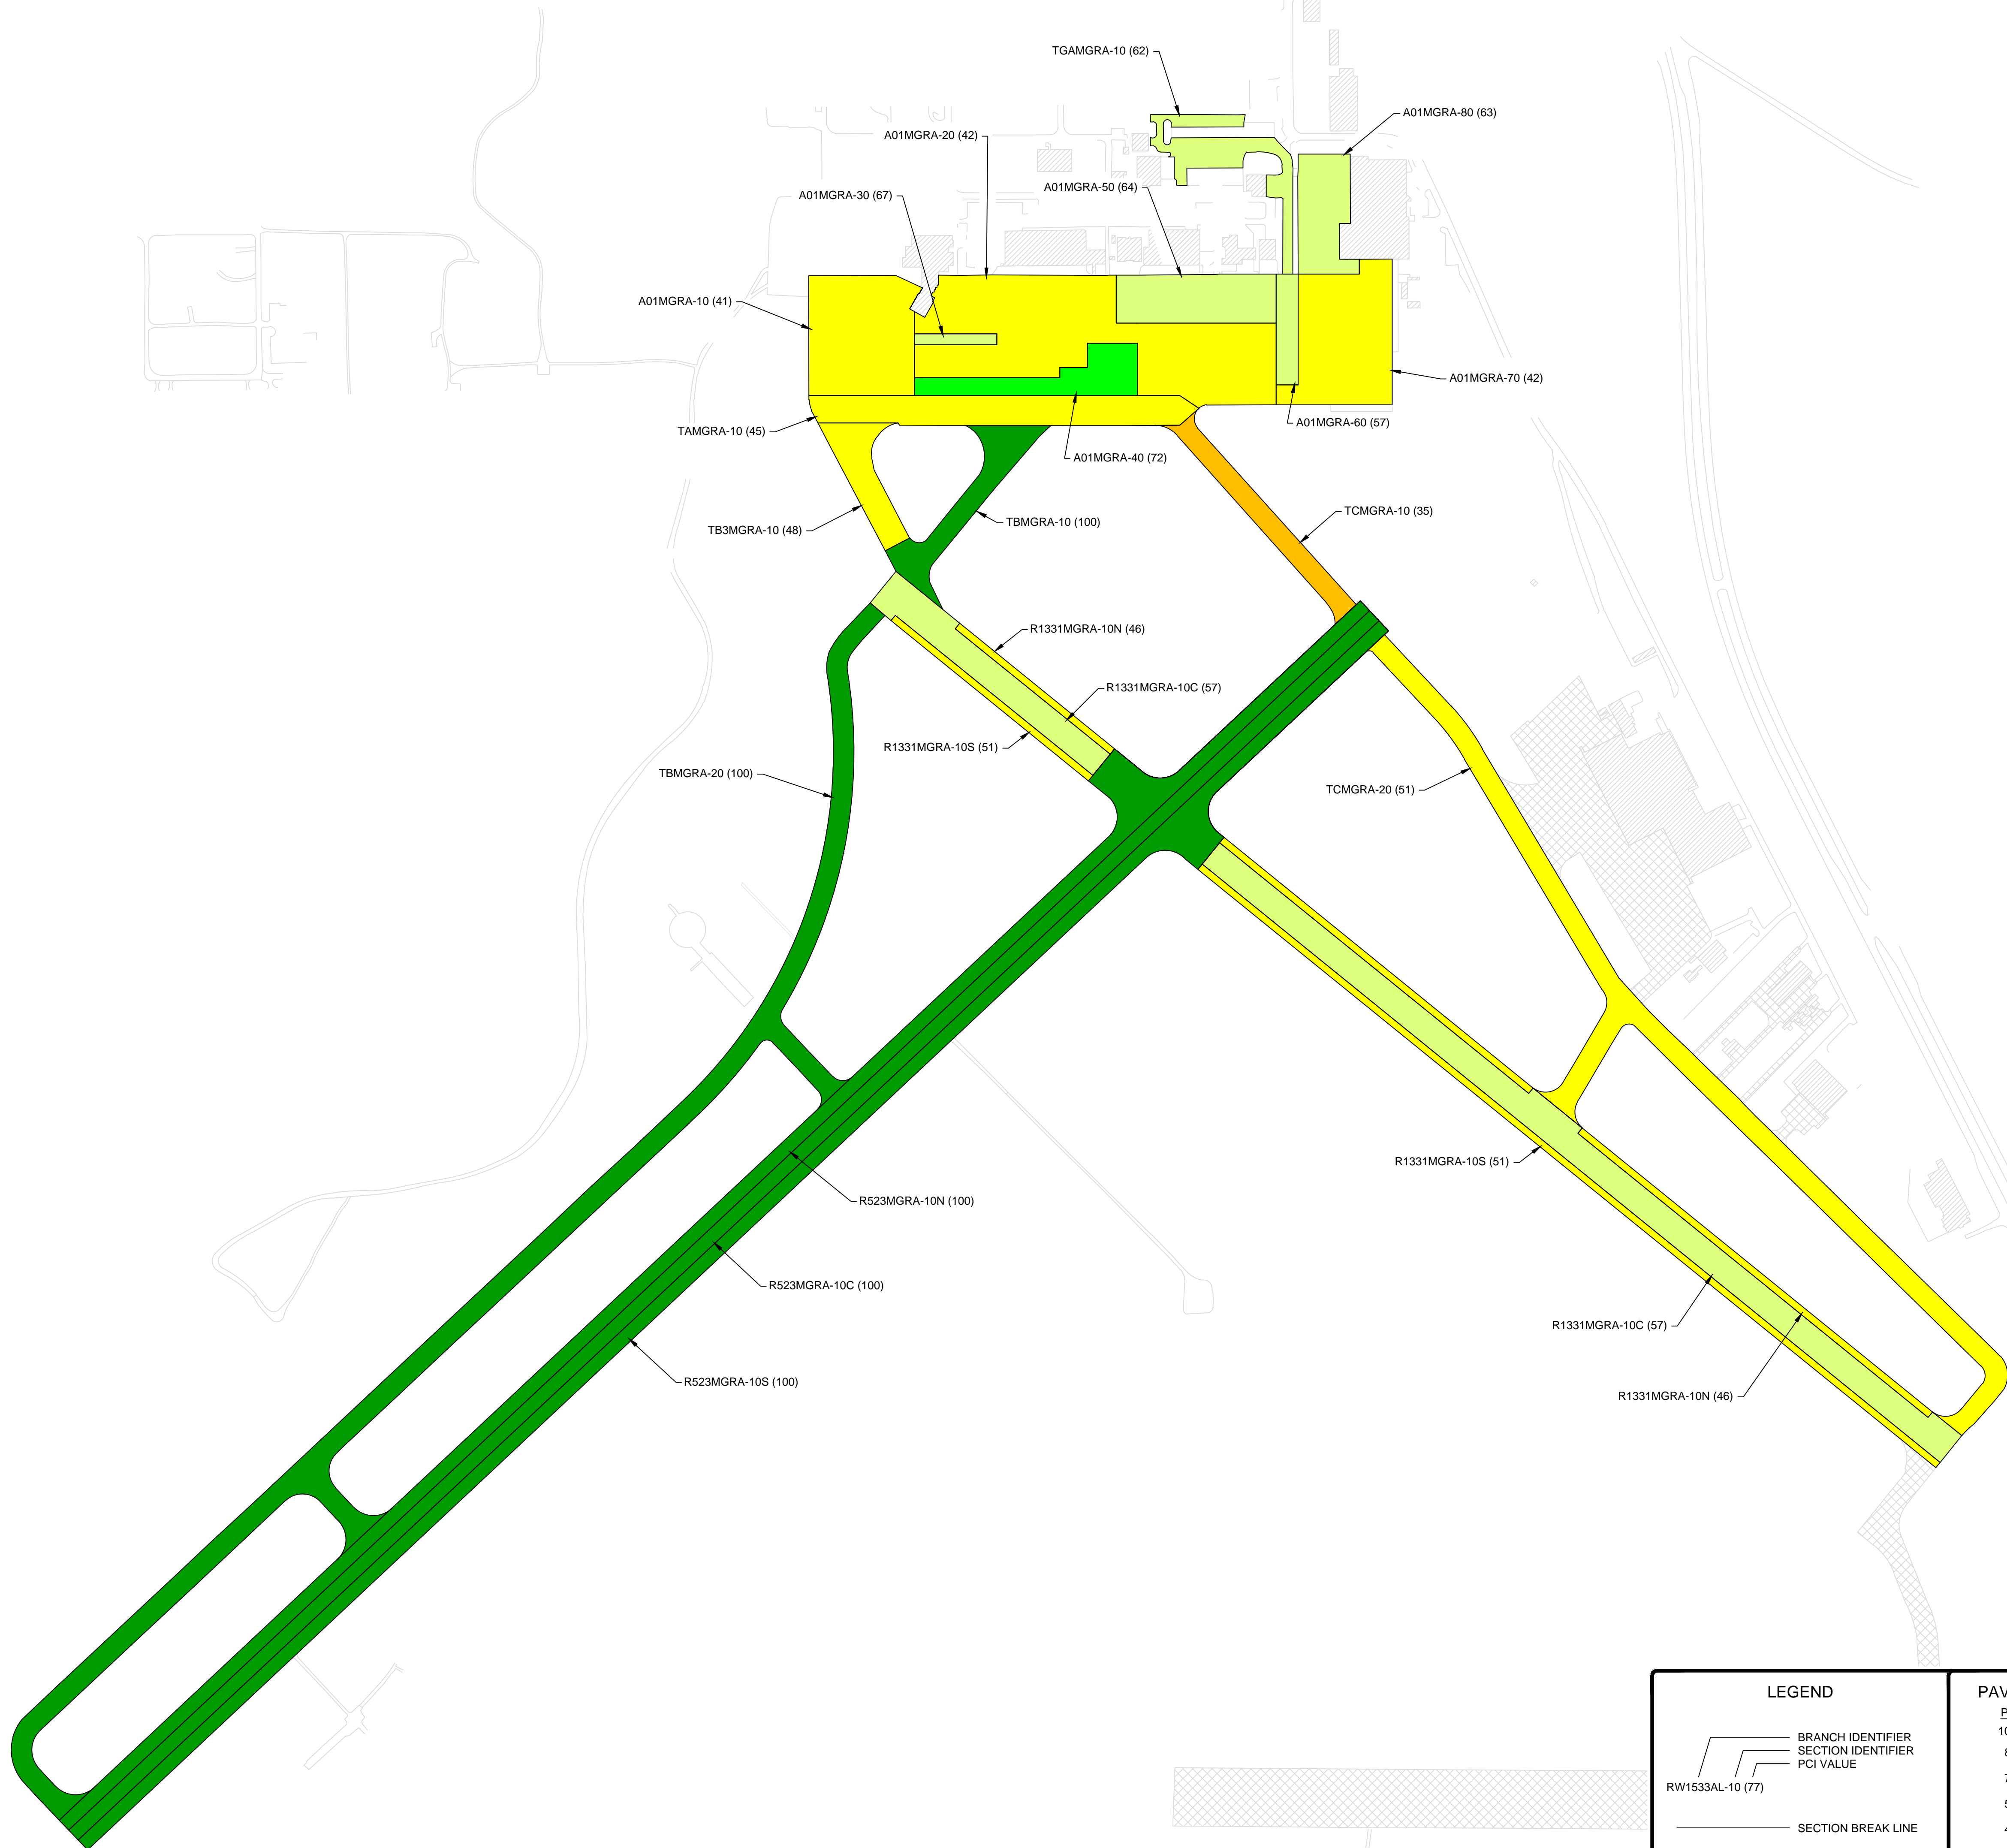 TGAMGRA-10 (62)
A01MGRA-80 (63)
A01MGRA-20 (42)
A01MGRA-50 (64)
A01MGRA-30 (67)
A01MGRA-10 (41)
A01MGRA-70 (42)
A01MGRA-60 (57)
TAMGRA-10 (45)
A01MGRA-40 (72)
TCMGRA-10 (35)
TBMGRA-10 (100)
TB3MGRA-10 (48)
R1331MGRA-10N (46)
R1331MGRA-10C (57)
R1331MGRA-10S (51)
TBMGRA-20 (100)
TCMGRA-20 (51)
R1331MGRA-10S (51)
R523MGRA-10N (100)
R523MGRA-10C (100)
R1331MGRA-10C (57)
R523MGRA-10S (100)
R1331MGRA-10N (46)
LEGEND
BRANCH IDENTIFIER
SECTION IDENTIFIER
PCI VALUE
RW1533AL-10 (77)
SECTION BREAK LINE